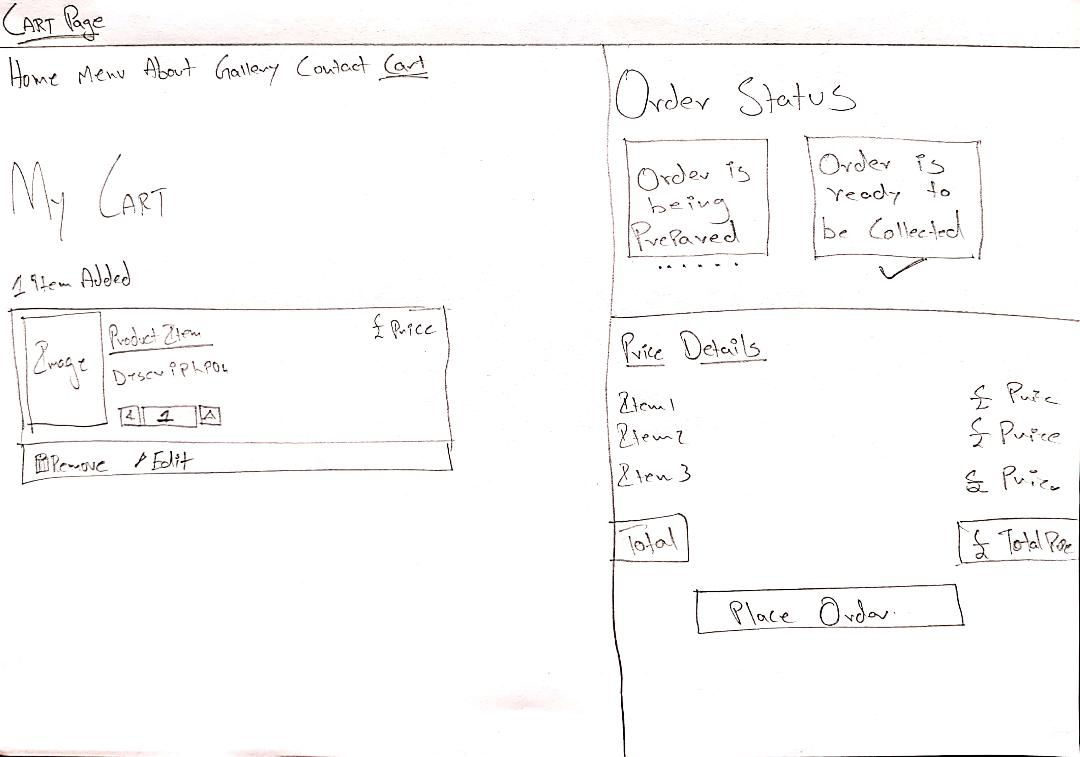 CART Page
Home Menu About Gallery Contact Cart
My CART
1 Item Added
Image
Product Item
£ Price
Description
1
Remove Edit
Order Status
Order is
being
Prepared
Order is
ready to
be Collected
Price Details
Item 1 £ Price
Item 2 £ Price
Item 3 £ Price
Total £ Total Price
Place Order